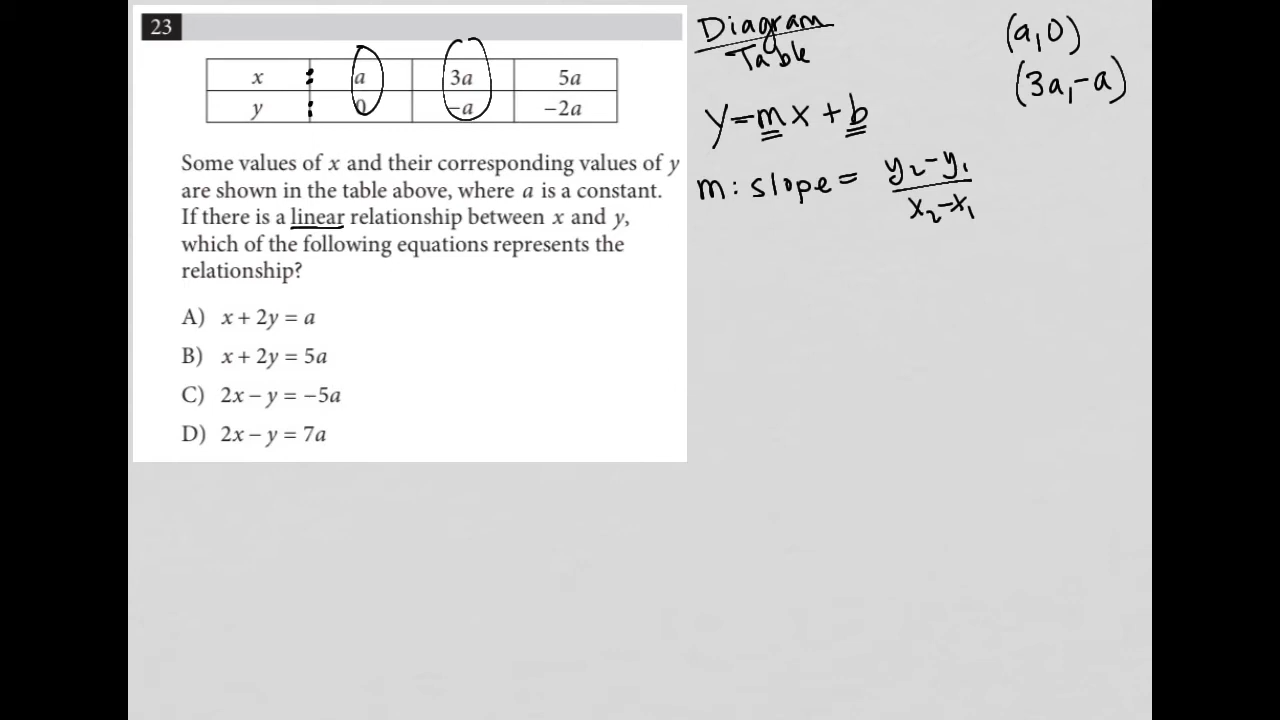 23
x a 3a 5a
y 0 −a −2a
Some values of x and their corresponding values of y
are shown in the table above, where a is a constant.
If there is a linear relationship between x and y,
which of the following equations represents the
relationship?
A) x + 2y = a
B) x + 2y = 5a
C) 2x − y = −5a
D) 2x − y = 7a
Diagram
Table
y=mx + b
m: slope = y₂-y₁ / x₂-x₁
(a,0)
(3a,-a)